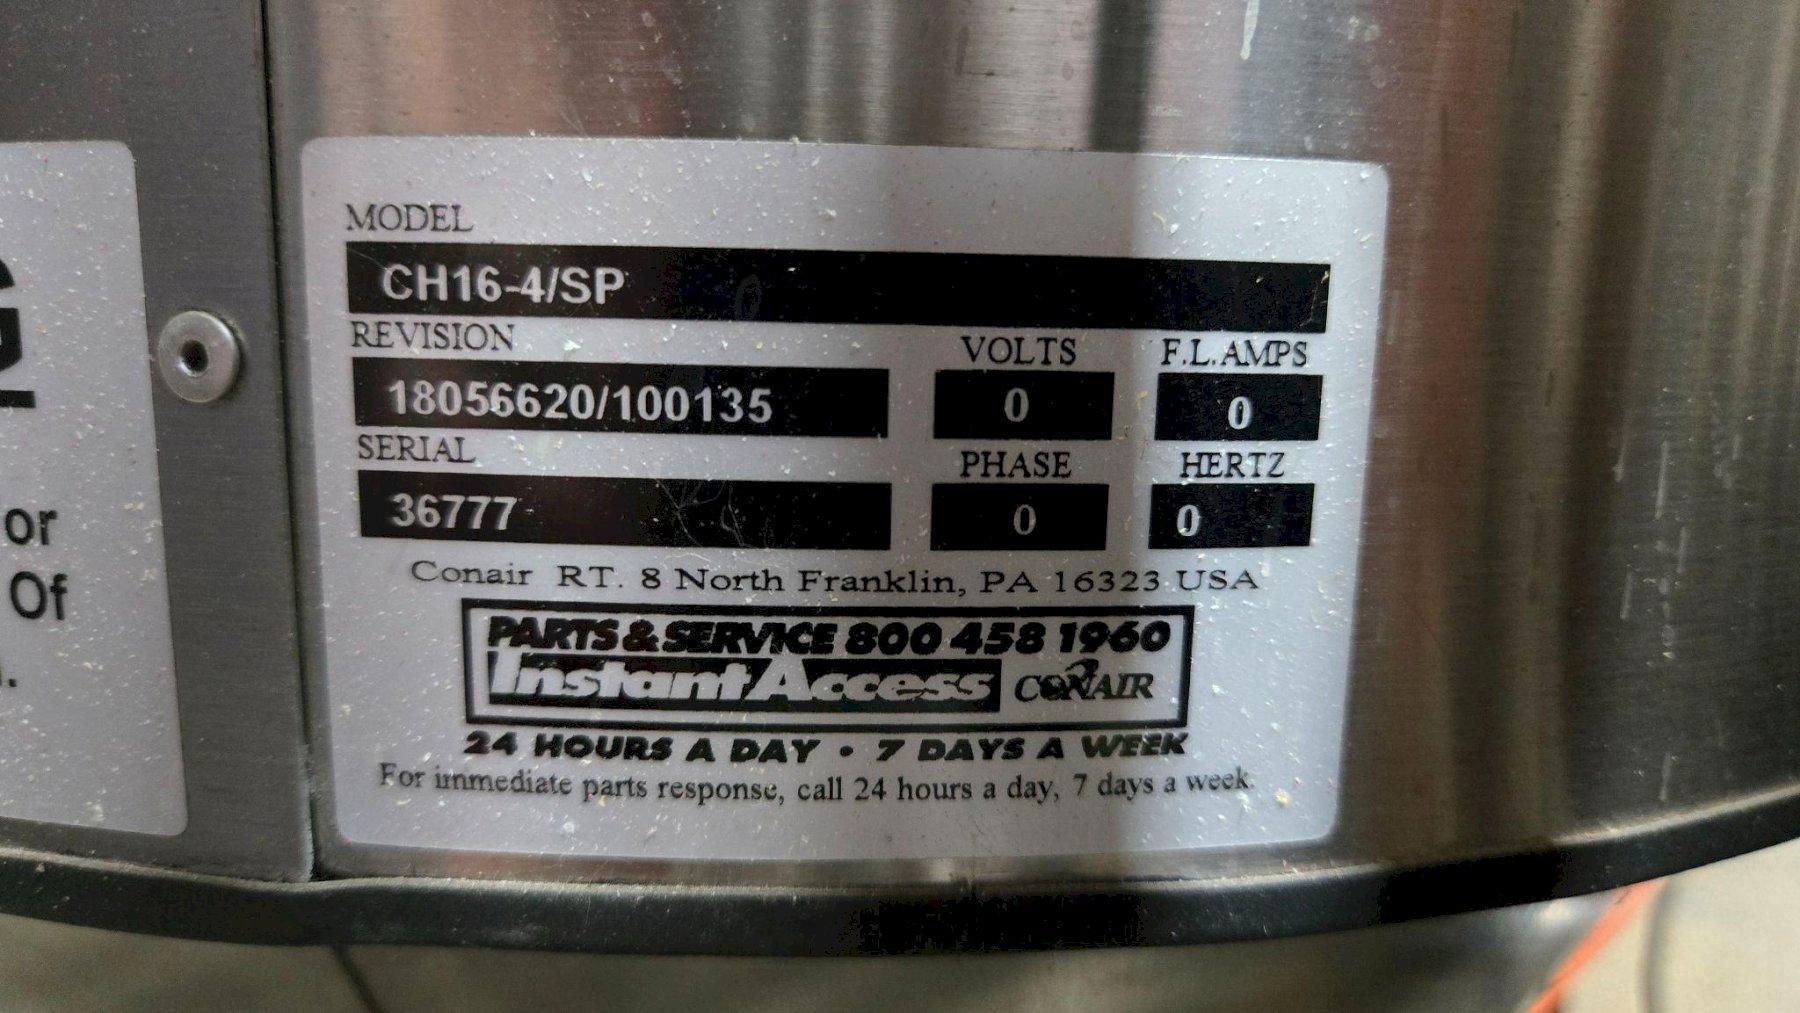 G
or
Of
MODEL
CH16-4/SP
REVISION
18056620/100135
VOLTS
0
F.L.AMPS
0
SERIAL
36777
PHASE
0
HERTZ
0
Conair RT. 8 North Franklin, PA 16323 USA
PARTS & SERVICE 800 458 1960
Instant Access CONAIR
24 HOURS A DAY • 7 DAYS A WEEK
For immediate parts response, call 24 hours a day, 7 days a week.